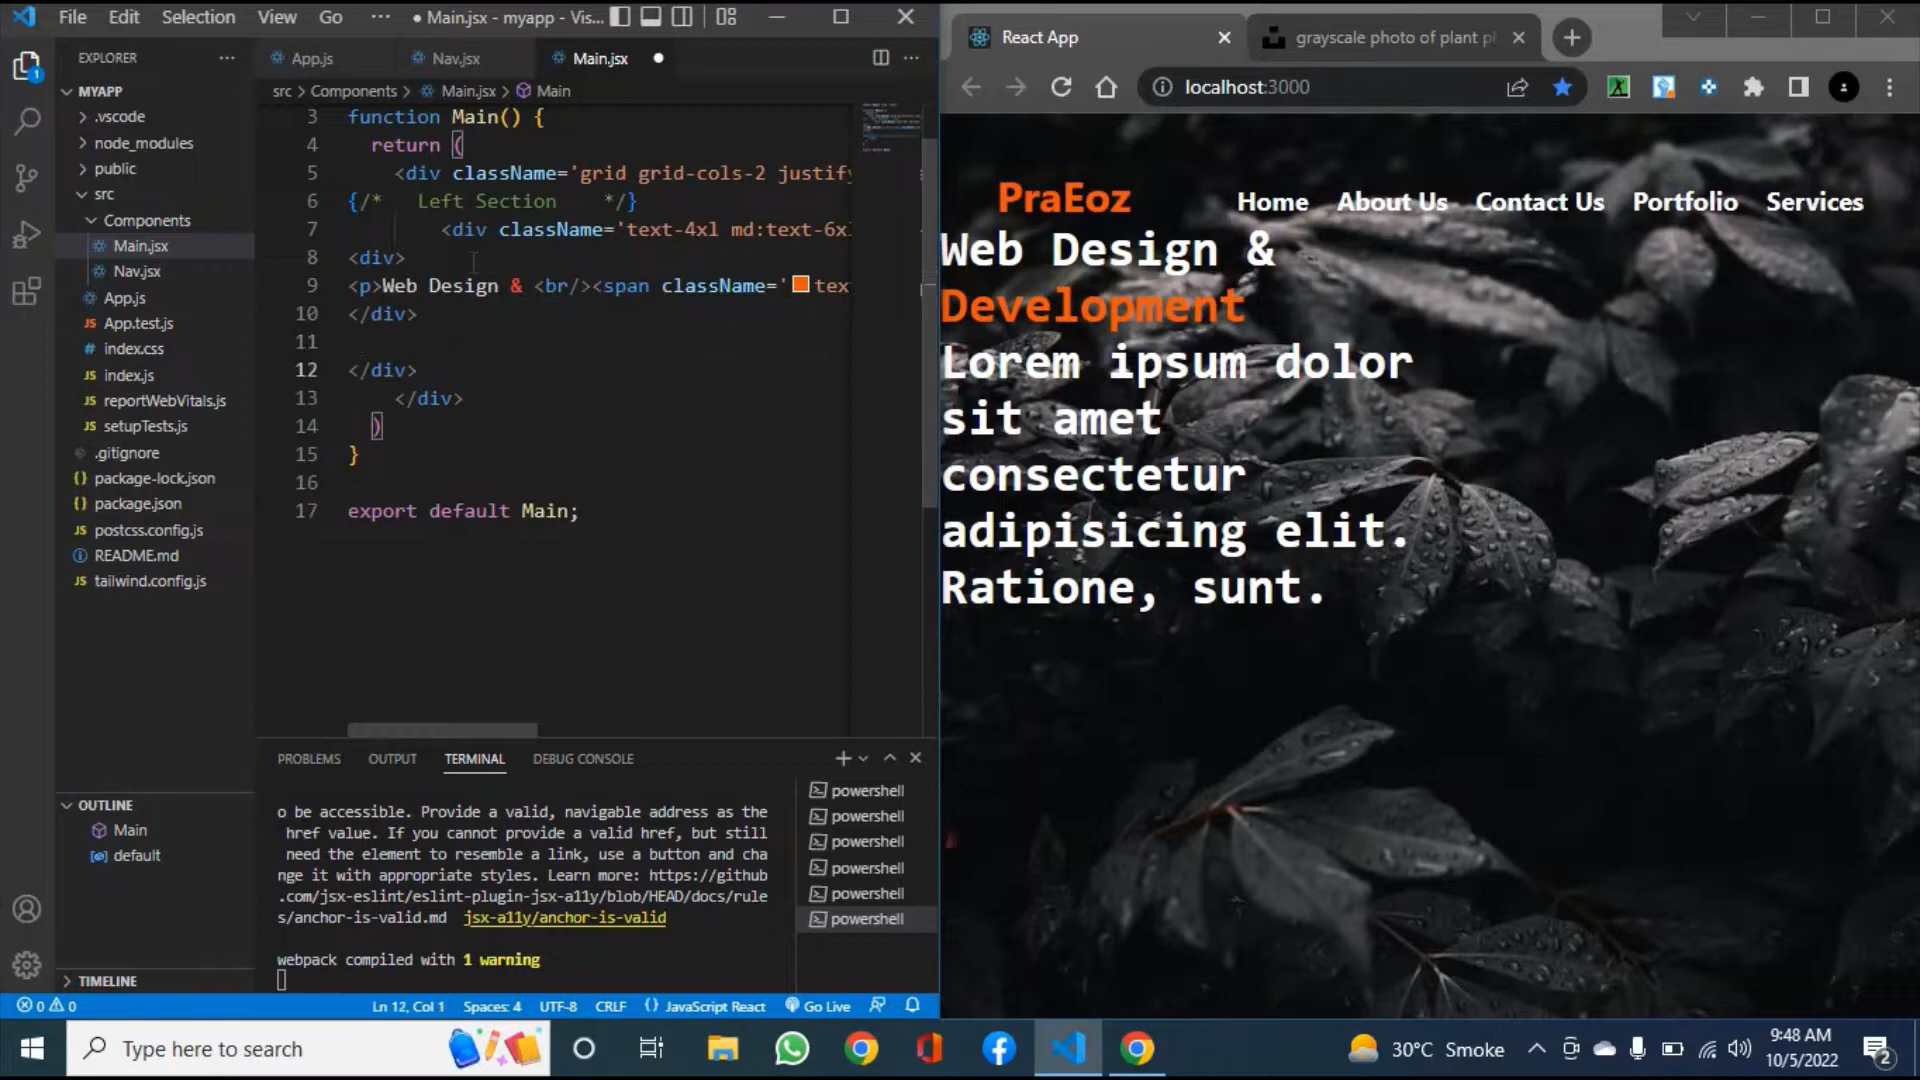 File Edit Selection View Go ··· ● Main.jsx - myapp - Vis...
EXPLORER ···
MYAPP
.vscode
node_modules
public
src
Components
Main.jsx
Nav.jsx
App.js
App.test.js
index.css
index.js
reportWebVitals.js
setupTests.js
.gitignore
package-lock.json
package.json
postcss.config.js
README.md
tailwind.config.js
OUTLINE
Main
default
TIMELINE
App.js Nav.jsx Main.jsx ●
src > Components > Main.jsx > Main
3 function Main() {
4 return (
5 <div className='grid grid-cols-2 justify
6 {/* Left Section */}
7 <div className='text-4xl md:text-6xl
8 <div>
9 <p>Web Design & <br/><span className='tex
10 </div>
11
12 </div>
13 </div>
14 )
15 }
16
17 export default Main;
PROBLEMS OUTPUT TERMINAL DEBUG CONSOLE
o be accessible. Provide a valid, navigable address as the
href value. If you cannot provide a valid href, but still
need the element to resemble a link, use a button and cha
nge it with appropriate styles. Learn more: https://github
.com/jsx-eslint/eslint-plugin-jsx-a11y/blob/HEAD/docs/rule
s/anchor-is-valid.md jsx-a11y/anchor-is-valid
webpack compiled with 1 warning
powershell
powershell
powershell
powershell
powershell
powershell
0 0 Ln 12, Col 1 Spaces: 4 UTF-8 CRLF {} JavaScript React Go Live
React App
grayscale photo of plant
localhost:3000
PraEoz Home About Us Contact Us Portfolio Services
Web Design &
Development
Lorem ipsum dolor
sit amet
consectetur
adipisicing elit.
Ratione, sunt.
Type here to search
30°C Smoke
9:48 AM
10/5/2022
2